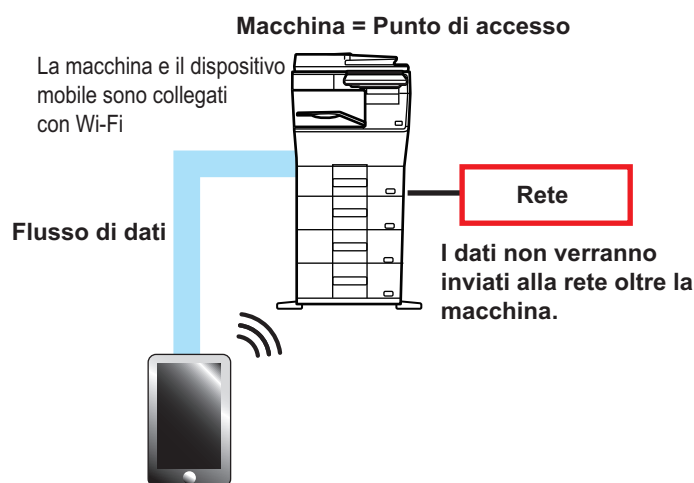 Macchina = Punto di accesso
La macchina e il dispositivo
mobile sono collegati
con Wi-Fi
Flusso di dati
Rete
I dati non verranno
inviati alla rete oltre la
macchina.